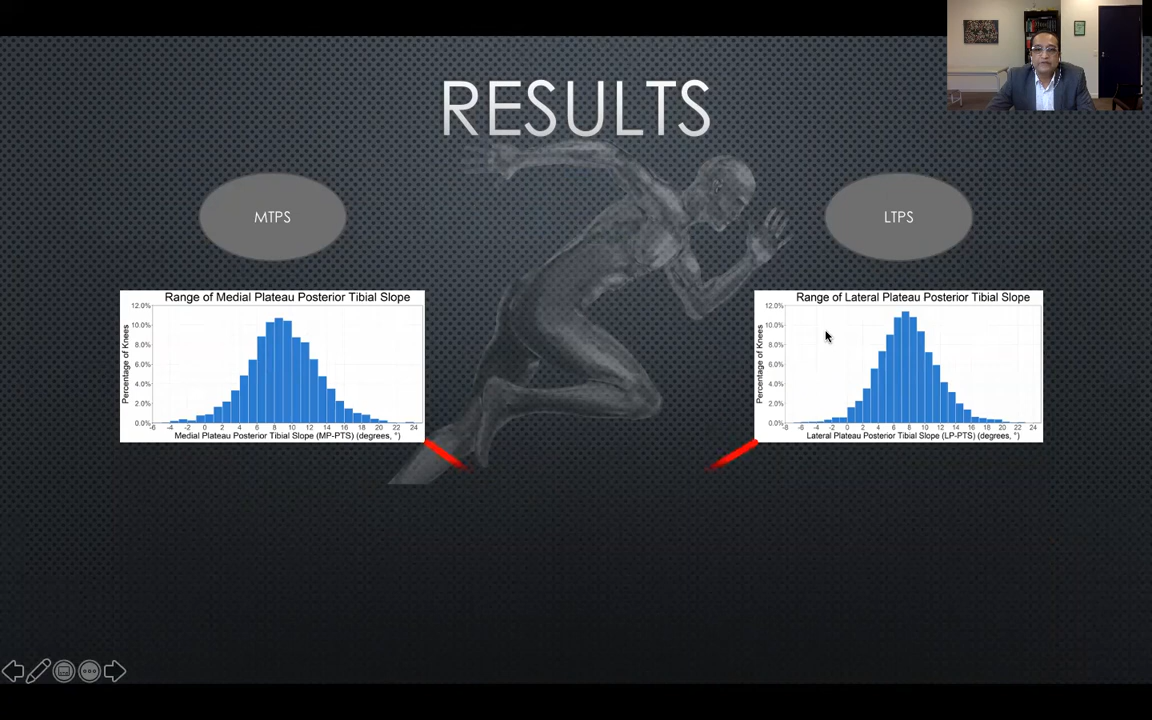 RESULTS
MTPS
LTPS
Range of Medial Plateau Posterior Tibial Slope
12.0%
10.0%
8.0%
6.0%
4.0%
2.0%
0.0%
Percentage of Knees
-6 -4 -2 0 2 4 6 8 10 12 14 16 18 20 22 24
Medial Plateau Posterior Tibial Slope (MP-PTS) (degrees, °)
Range of Lateral Plateau Posterior Tibial Slope
12.0%
10.0%
8.0%
6.0%
4.0%
2.0%
0.0%
Percentage of Knees
-8 -6 -4 -2 0 2 4 6 8 10 12 14 16 18 20 22 24
Lateral Plateau Posterior Tibial Slope (LP-PTS) (degrees, °)